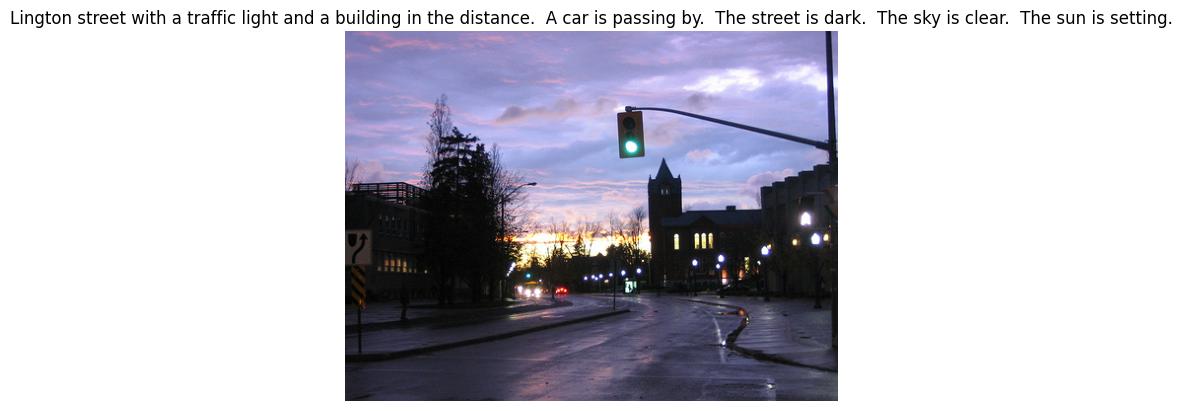 Lington street with a traffic light and a building in the distance.  A car is passing by.  The street is dark.  The sky is clear.  The sun is setting.